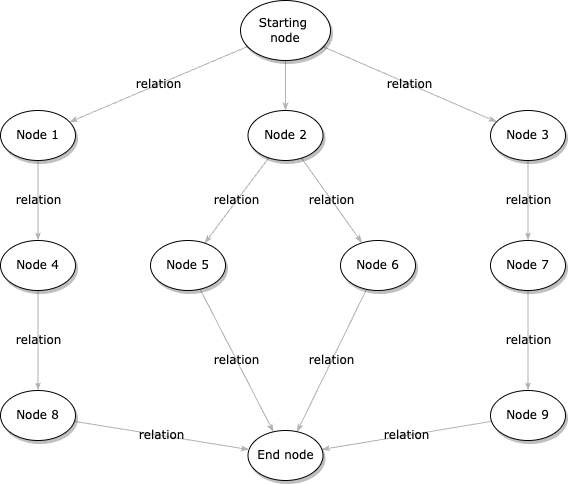 Starting
node
relation
relation
Node 1
Node 2
Node 3
relation
relation
relation
relation
Node 4
Node 5
Node 6
Node 7
relation
relation
relation
relation
Node 8
Node 9
relation
relation
End node